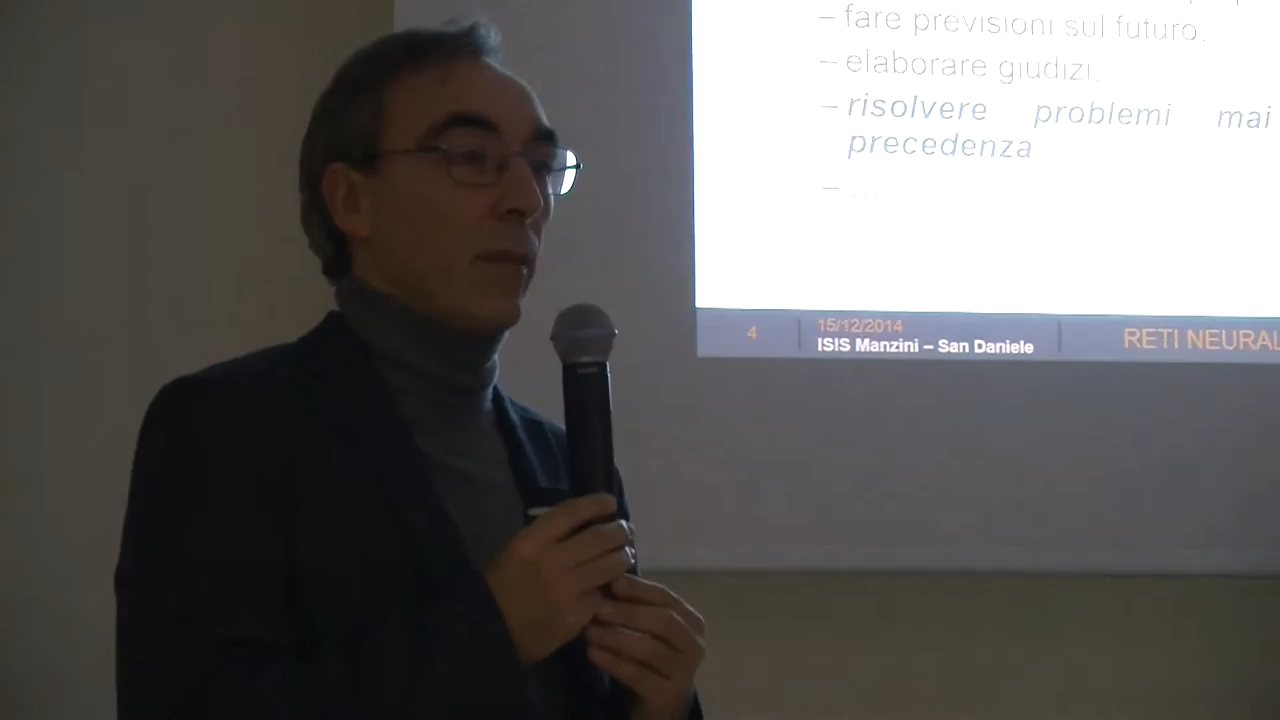 – fare previsioni sul futuro.
– elaborare giudizi.
– risolvere problemi mai
precedenza
– ...
4
15/12/2014
ISIS Manzini – San Daniele
RETI NEURAL